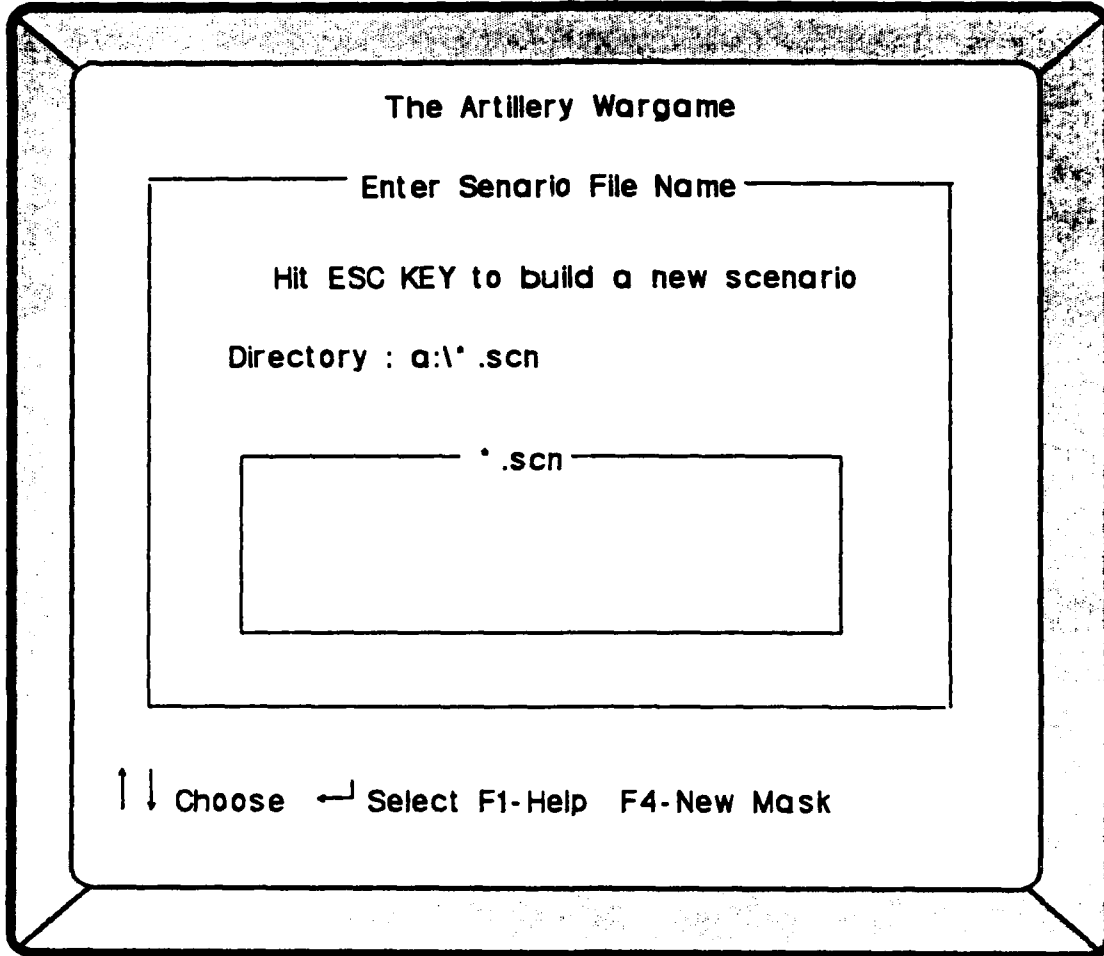 The Artillery Wargame
Enter Senario File Name
Hit ESC KEY to build a new scenario
Directory : a:\* .scn
* .scn
↑↓ Choose ↵ Select F1-Help F4-New Mask